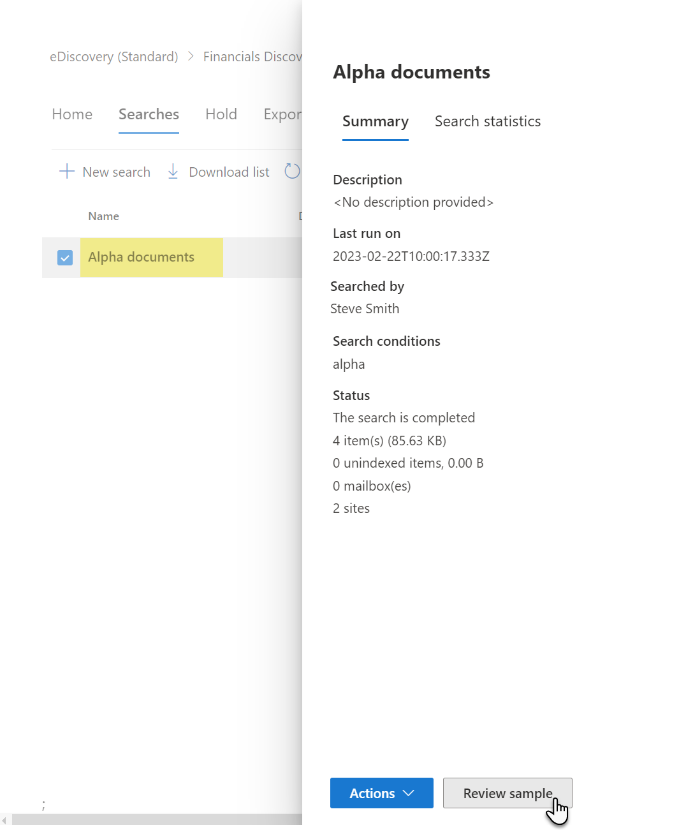 eDiscovery (Standard) > Financials Discov
Home Searches Hold Expor
New search Download list
Name D
Alpha documents
;
Alpha documents
Summary Search statistics
Description
<No description provided>
Last run on
2023-02-22T10:00:17.333Z
Searched by
Steve Smith
Search conditions
alpha
Status
The search is completed
4 item(s) (85.63 KB)
0 unindexed items, 0.00 B
0 mailbox(es)
2 sites
Actions Review sample